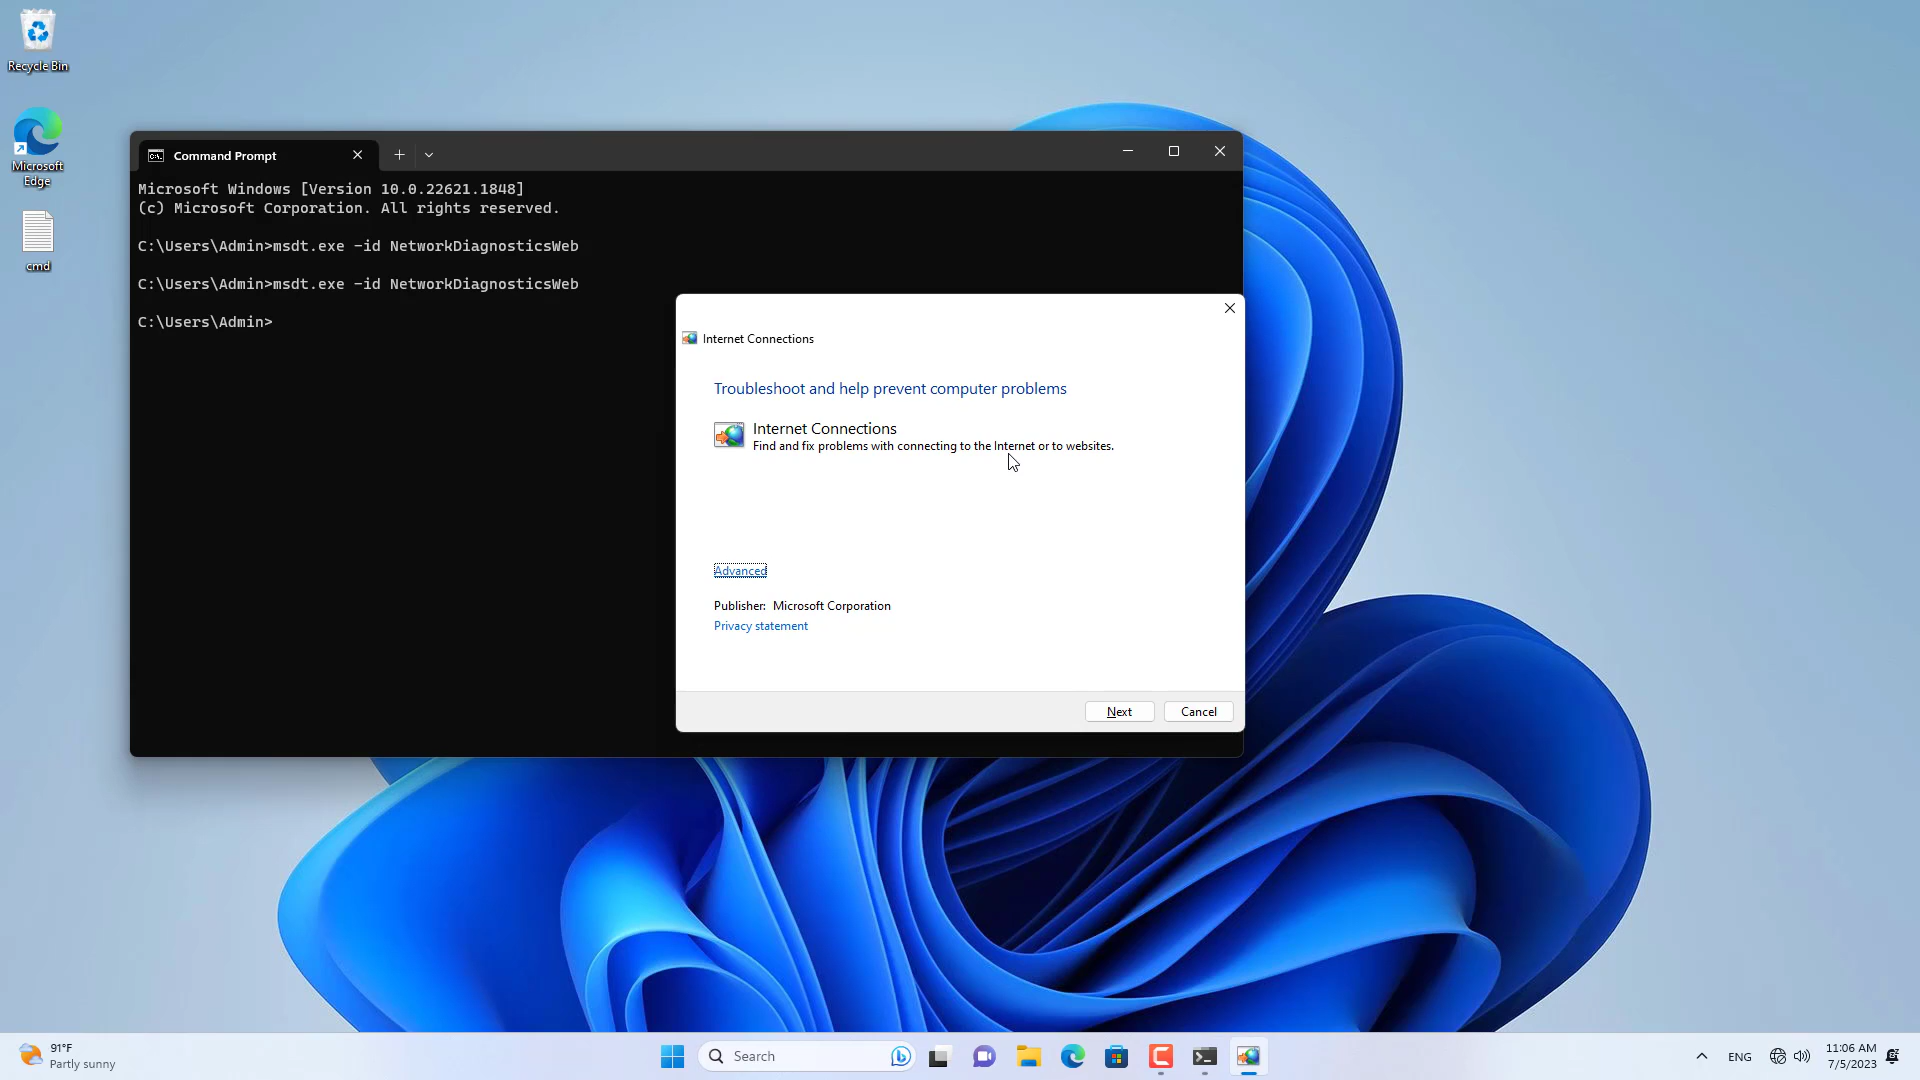 Recycle Bin
Microsoft
Edge
cmd
Command Prompt
Microsoft Windows [Version 10.0.22621.1848]
(c) Microsoft Corporation. All rights reserved.
C:\Users\Admin>msdt.exe -id NetworkDiagnosticsWeb
C:\Users\Admin>msdt.exe -id NetworkDiagnosticsWeb
C:\Users\Admin>
Internet Connections
Troubleshoot and help prevent computer problems
Internet Connections
Find and fix problems with connecting to the Internet or to websites.
Advanced
Publisher: Microsoft Corporation
Privacy statement
Next
Cancel
91°F
Partly sunny
Search
ENG
11:06 AM
7/5/2023